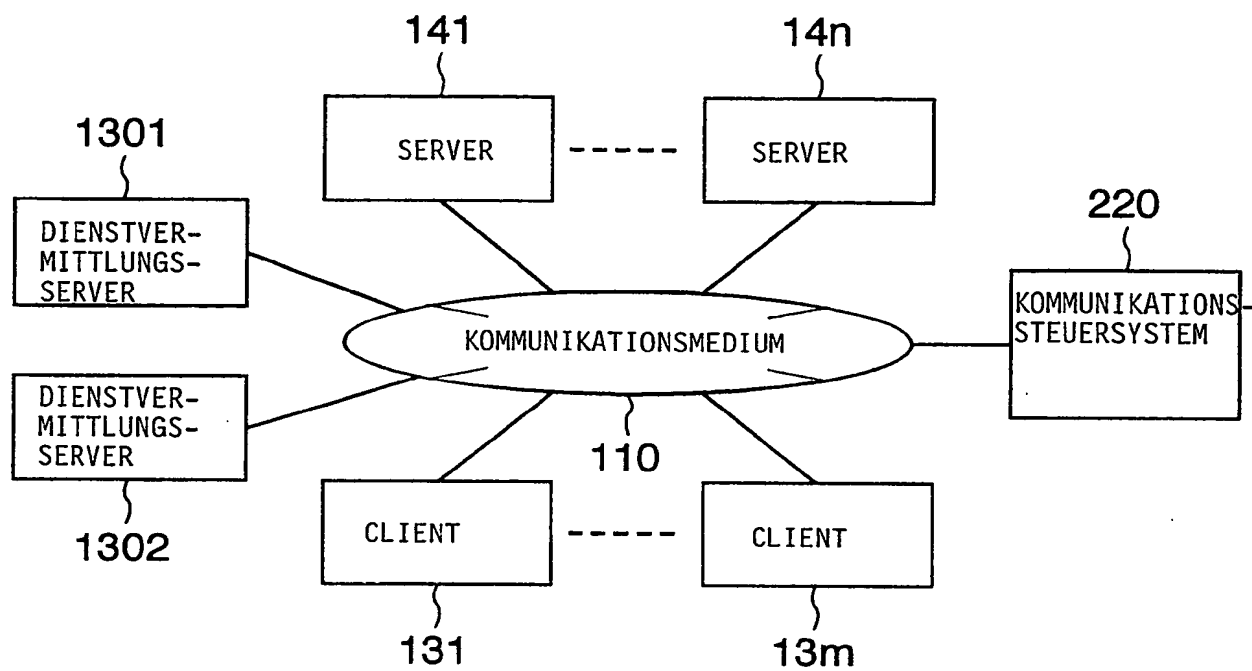 141
14n
SERVER
SERVER
1301
DIENSTVER-
MITTLUNGS-
SERVER
220
KOMMUNIKATIONS-
STEUERSYSTEM
KOMMUNIKATIONSMEDIUM
DIENSTVER-
MITTLUNGS-
SERVER
1302
110
CLIENT
CLIENT
131
13m